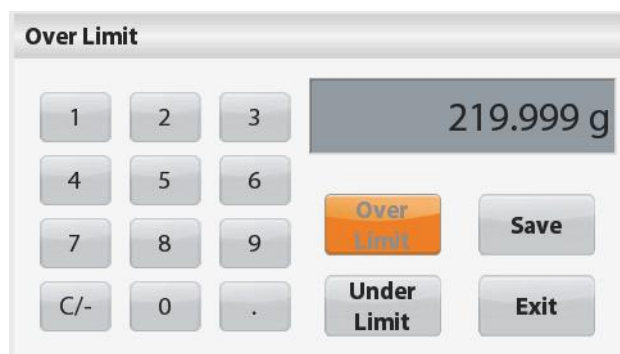 Over Limit
1 2 3 219.999 g
4 5 6
Over
Limit
Save
7 8 9
Under
Limit
Exit
C/- 0 .